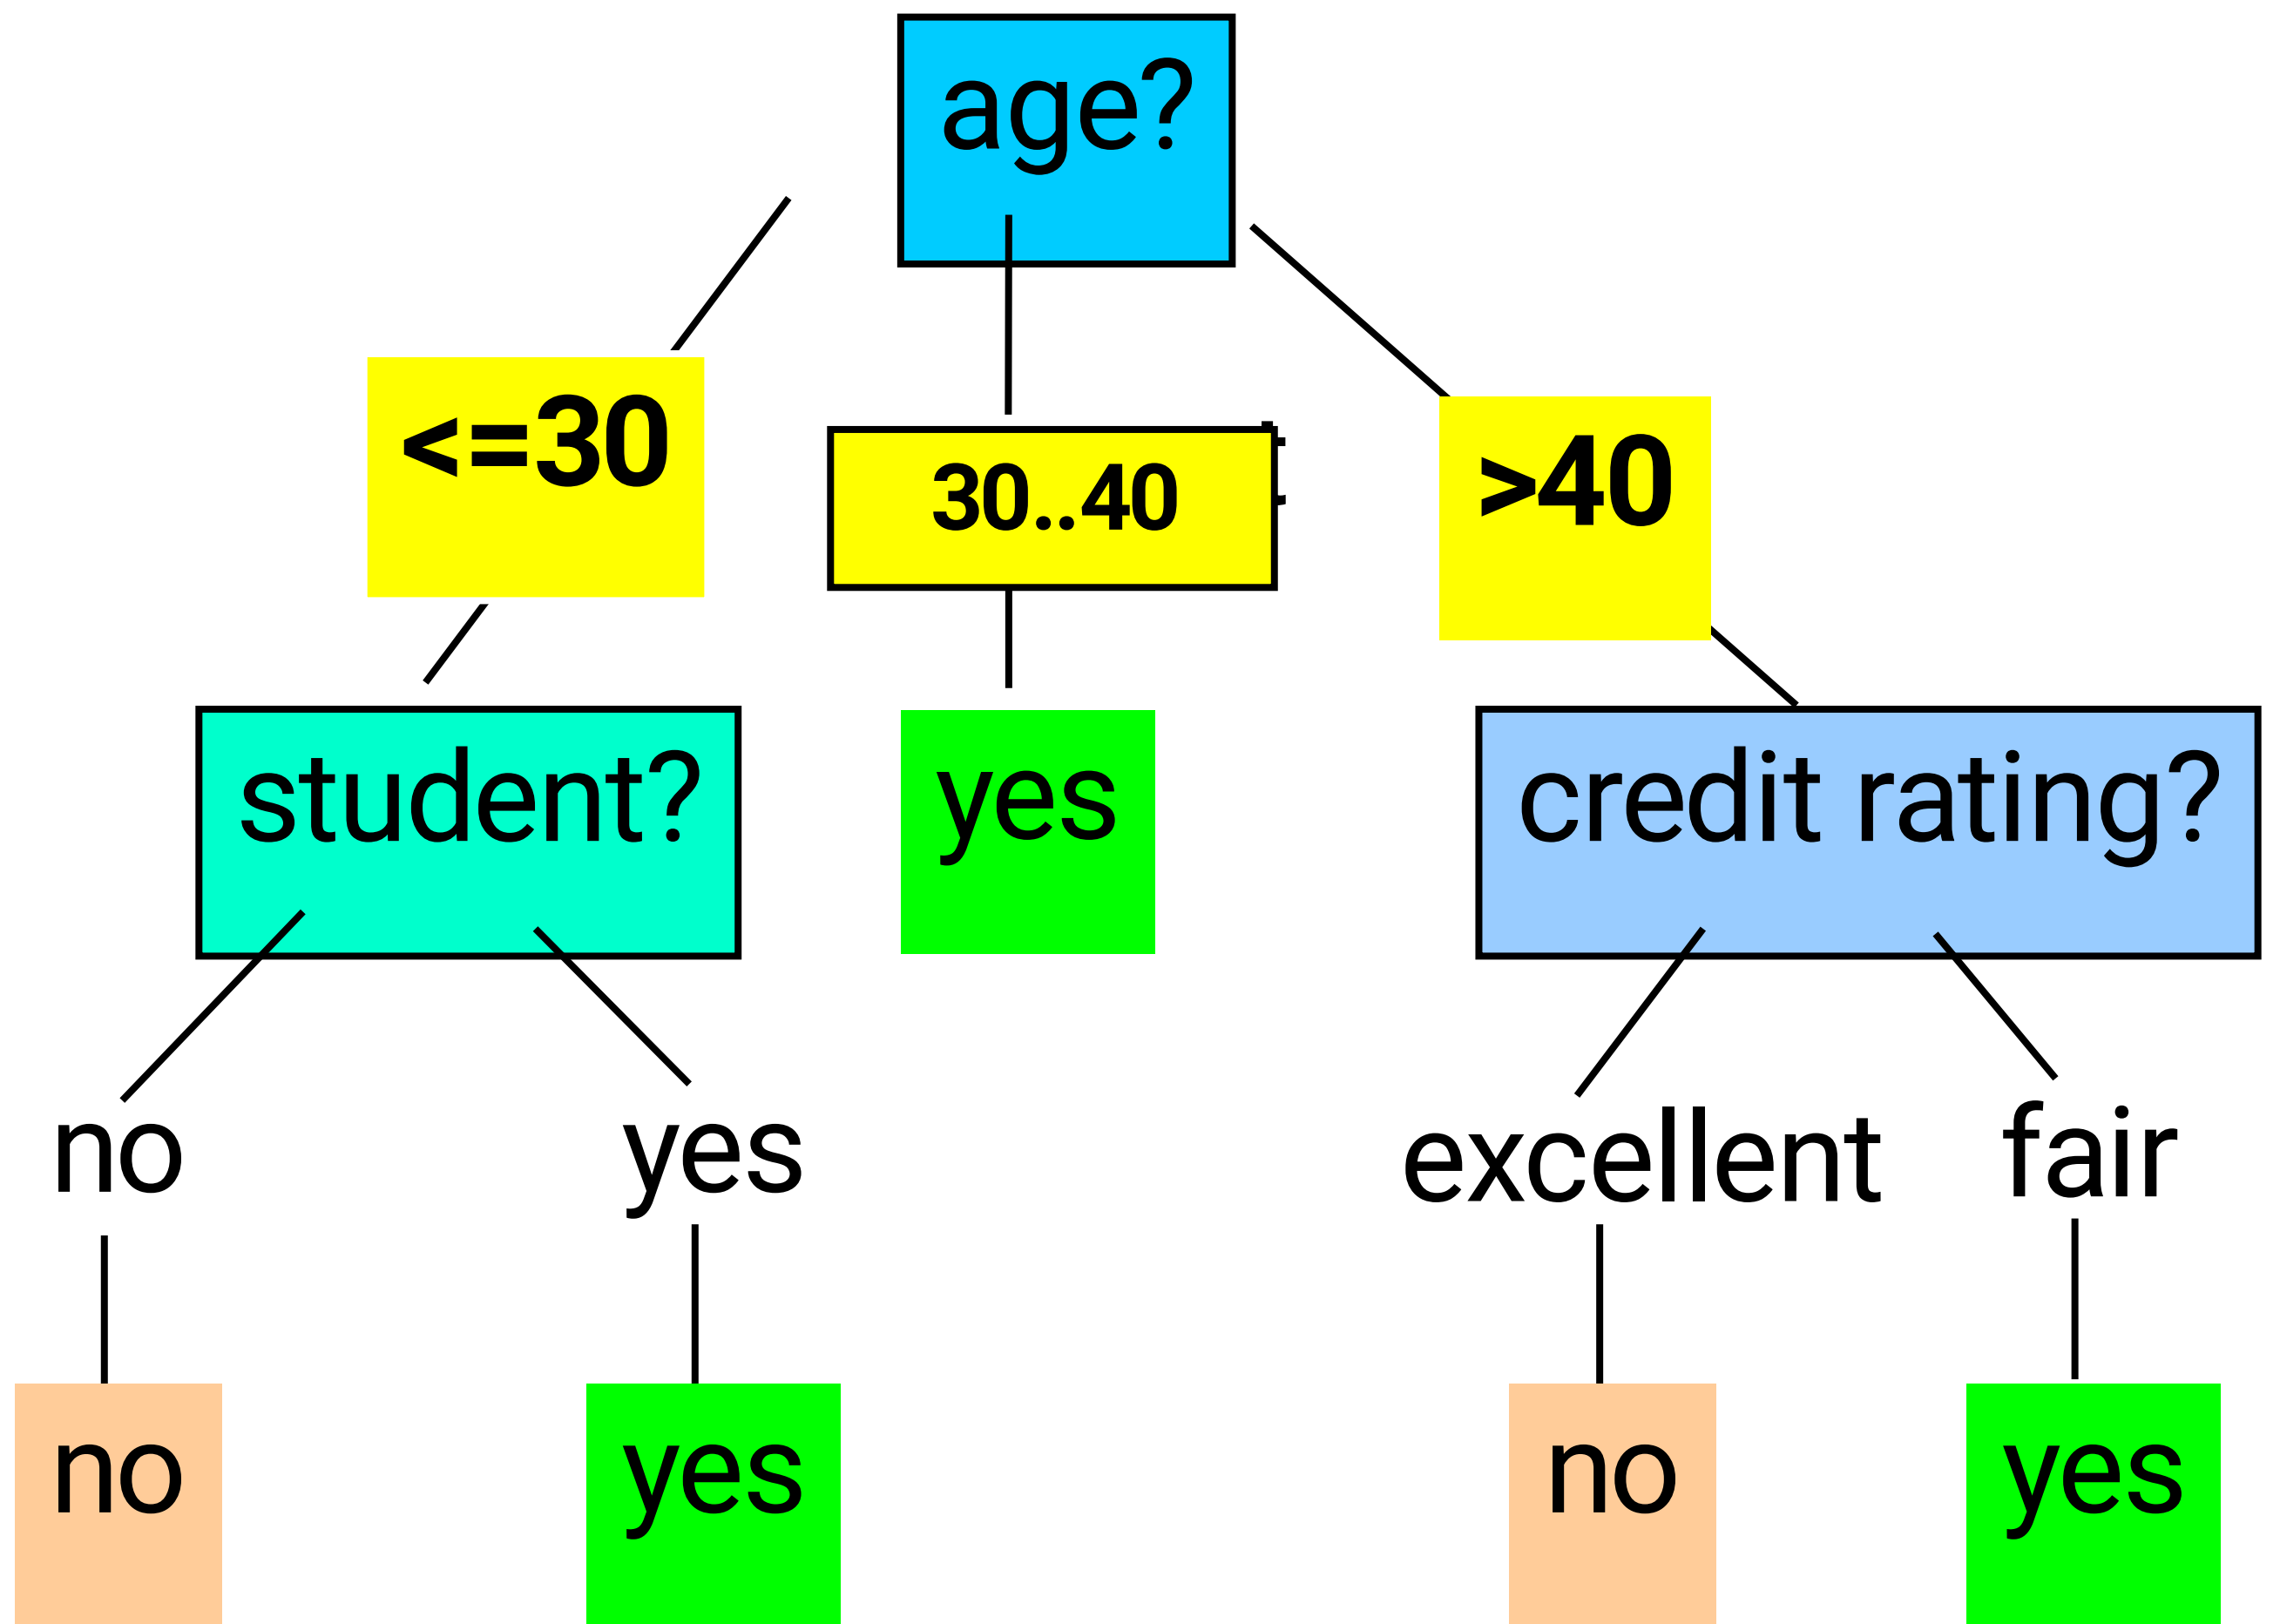 age?
<=30
30..40
>40
student?
yes
credit rating?
no
yes
excellent
fair
no
yes
no
yes